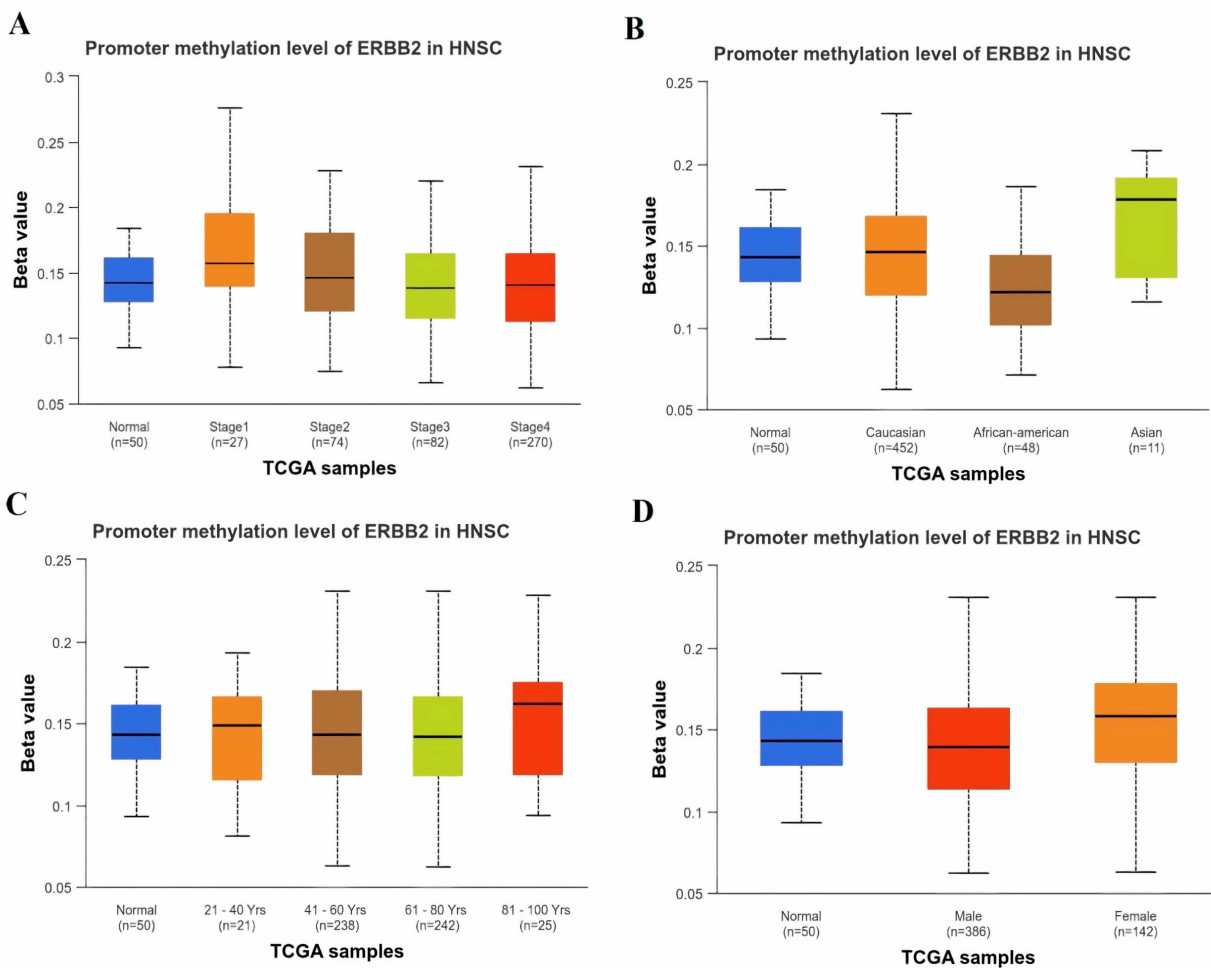 A
Promoter methylation level of ERBB2 in HNSC
Beta value
0.3
0.25
0.2
0.15
0.1
0.05
Normal Stage1 Stage2 Stage3 Stage4
(n=50) (n=27) (n=74) (n=82) (n=270)
TCGA samples
B
Promoter methylation level of ERBB2 in HNSC
Beta value
0.25
0.2
0.15
0.1
0.05
Normal Caucasian African-american Asian
(n=50) (n=452) (n=48) (n=11)
TCGA samples
C
Promoter methylation level of ERBB2 in HNSC
Beta value
0.25
0.2
0.15
0.1
0.05
Normal 21 - 40 Yrs 41 - 60 Yrs 61 - 80 Yrs 81 - 100 Yrs
(n=50) (n=21) (n=238) (n=242) (n=25)
TCGA samples
D
Promoter methylation level of ERBB2 in HNSC
Beta value
0.25
0.2
0.15
0.1
0.05
Normal Male Female
(n=50) (n=386) (n=142)
TCGA samples